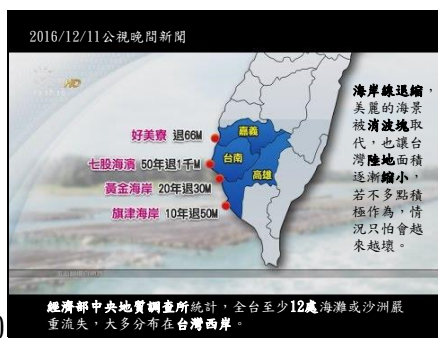 2016/12/11公視晚間新聞
HD
好美寮 退66M
七股海濱 50年退1千M
黃金海岸 20年退30M
旗津海岸 10年退50M
嘉義
台南
高雄
海岸線退縮，
美麗的海景
被消波塊取
代，也讓台
灣陸地面積
逐漸縮小，
若不多點積
極作為，情
況只怕會越
來越壞。
經濟部中央地質調查所統計，全台至少12處海灘或沙洲嚴
重流失，大多分布在台灣西岸。
)